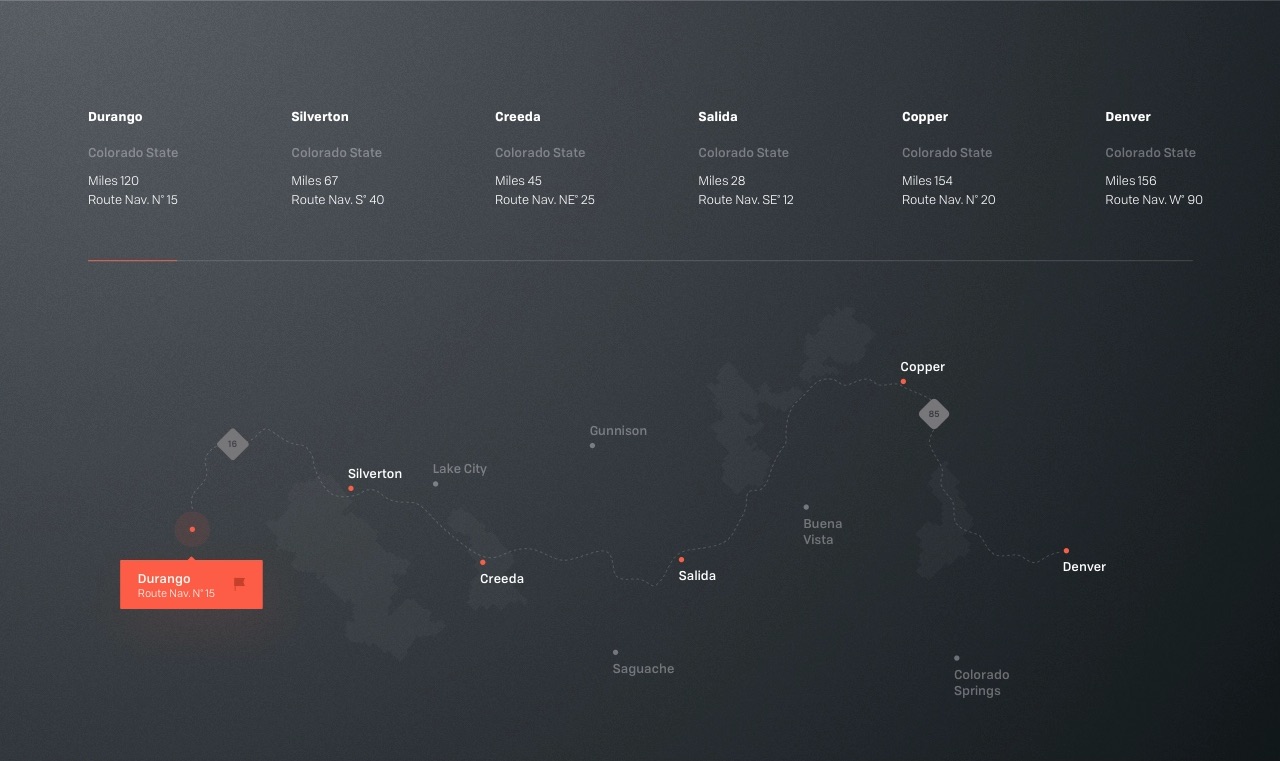 Durango
Colorado State
Miles 120
Route Nav. N° 15
Silverton
Colorado State
Miles 67
Route Nav. S° 40
Creeda
Colorado State
Miles 45
Route Nav. NE° 25
Salida
Colorado State
Miles 28
Route Nav. SE° 12
Copper
Colorado State
Miles 154
Route Nav. N° 20
Denver
Colorado State
Miles 156
Route Nav. W° 90
Copper
85
Gunnison
16
Lake City
Silverton
Buena
Vista
Denver
Salida
Creeda
Durango
Route Nav. N° 15
Saguache
Colorado
Springs